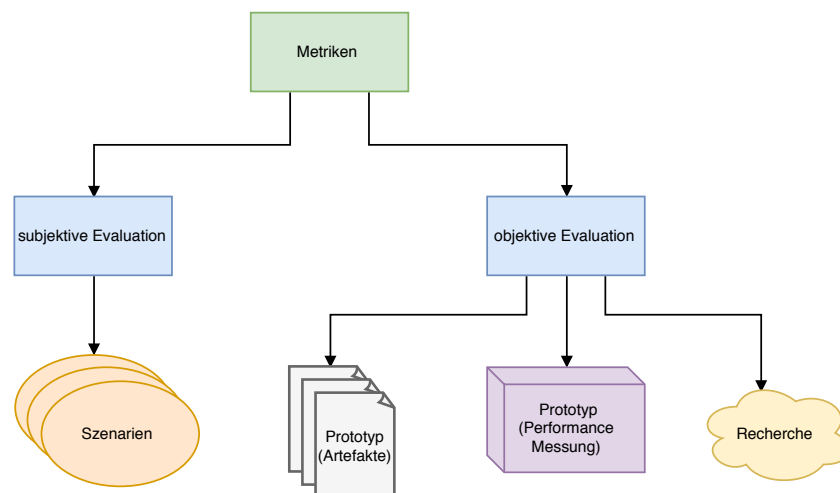 Metriken
subjektive Evaluation
objektive Evaluation
Szenarien
Prototyp
(Artefakte)
Prototyp
(Performance
Messung)
Recherche